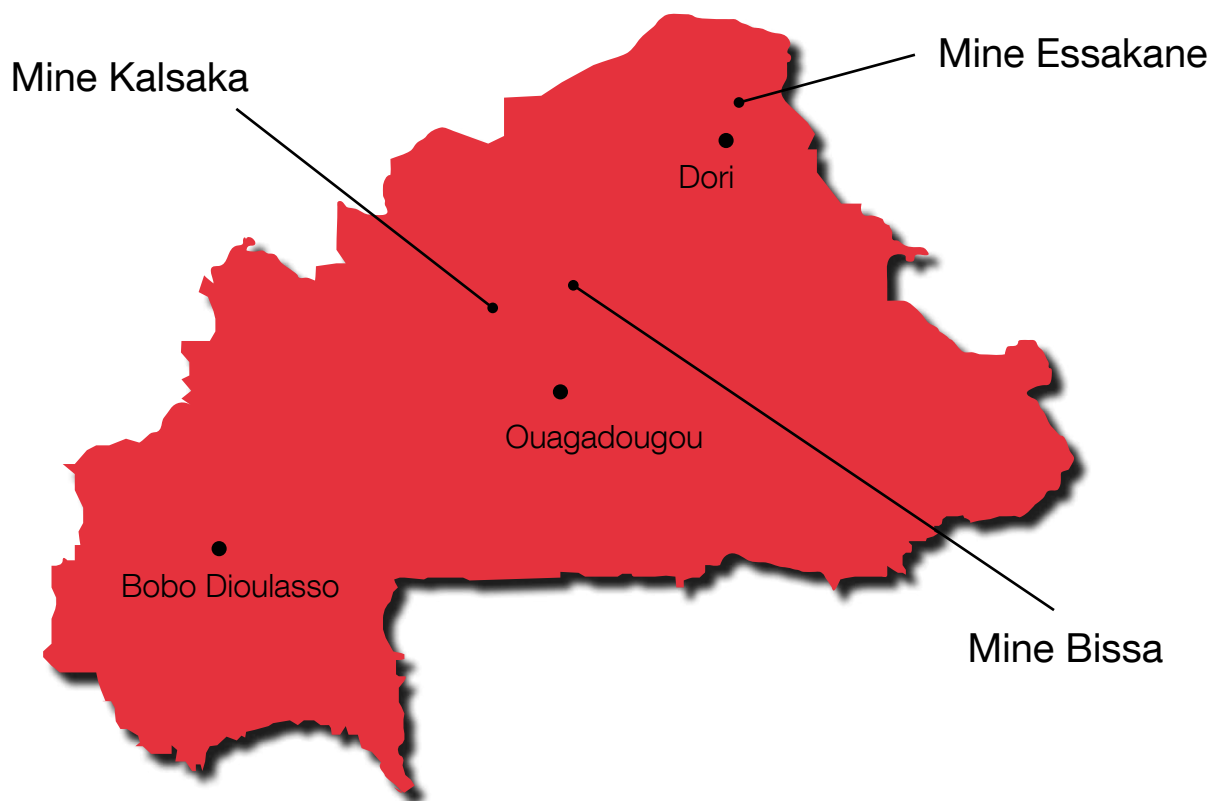 Mine Essakane
Mine Kalsaka
Dori
Ouagadougou
Bobo Dioulasso
Mine Bissa